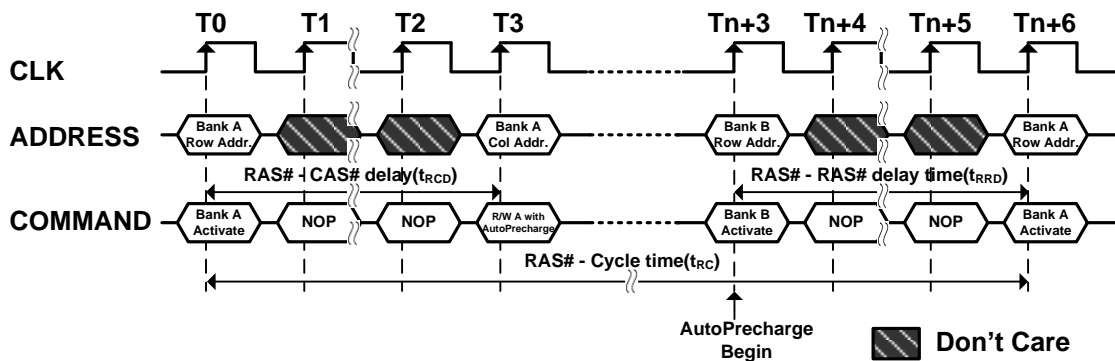 T0 T1 T2 T3 Tn+3 Tn+4 Tn+5 Tn+6
CLK
ADDRESS
Bank A
Row Addr.
Bank A
Col Addr.
Bank B
Row Addr.
Bank A
Row Addr.
RAS# - CAS# delay(tRCD)
RAS# - RAS# delay time(tRRD)
COMMAND
Bank A
Activate
NOP
NOP
R/W A with
AutoPrecharge
Bank B
Activate
NOP
NOP
Bank A
Activate
RAS# - Cycle time(tRC)
AutoPrecharge
Begin
Don't Care